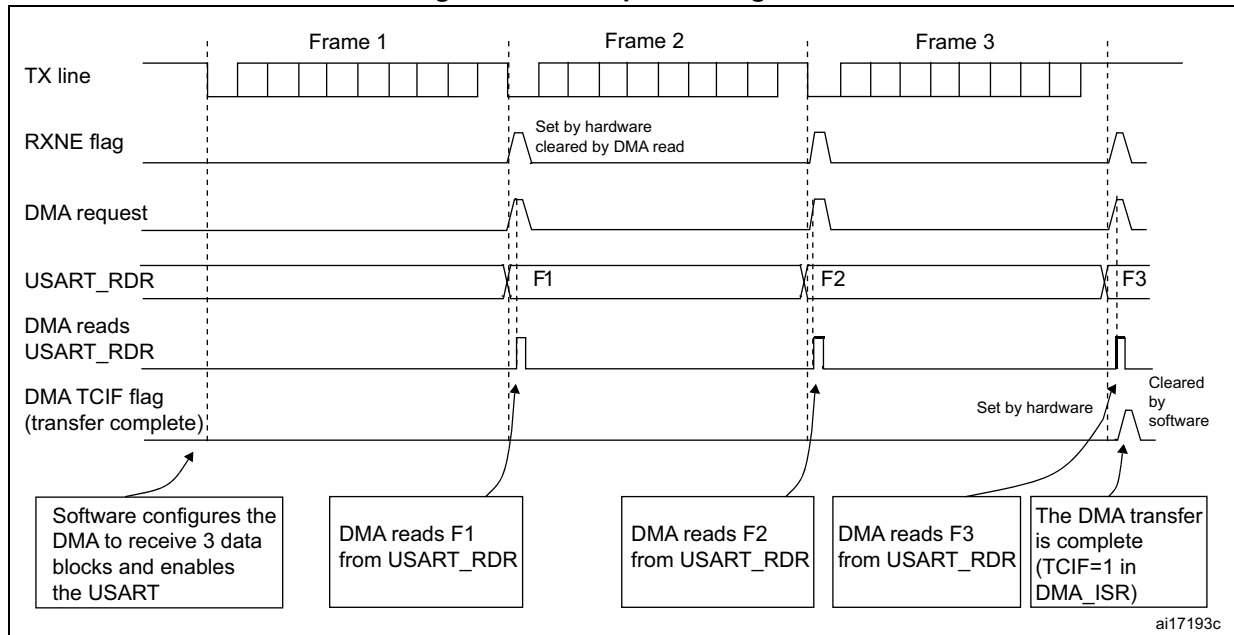 Frame 1
Frame 2
Frame 3
TX line
RXNE flag
Set by hardware
cleared by DMA read
DMA request
USART_RDR
F1
F2
F3
DMA reads
USART_RDR
DMA TCIF flag
(transfer complete)
Set by hardware
Cleared
by
software
Software configures the
DMA to receive 3 data
blocks and enables
the USART
DMA reads F1
from USART_RDR
DMA reads F2
from USART_RDR
DMA reads F3
from USART_RDR
The DMA transfer
is complete
(TCIF=1 in
DMA_ISR)
ai17193c